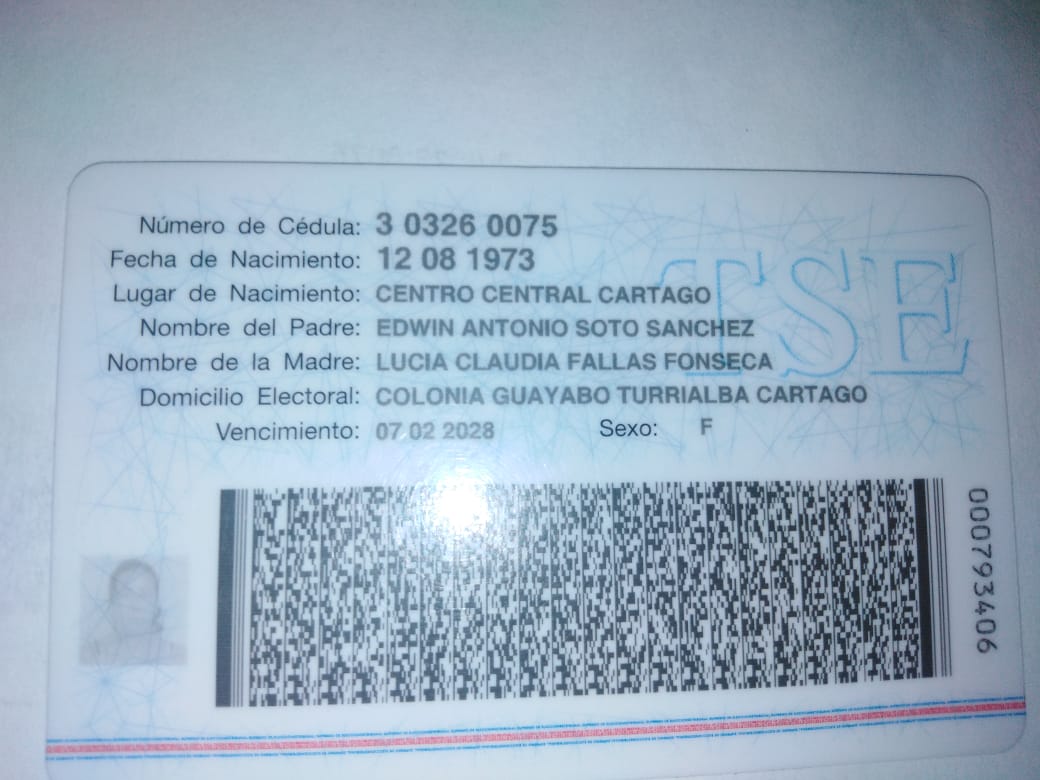 Número de Cédula: 3 0326 0075
Fecha de Nacimiento: 12 08 1973
Lugar de Nacimiento: CENTRO CENTRAL CARTAGO
Nombre del Padre: EDWIN ANTONIO SOTO SANCHEZ
Nombre de la Madre: LUCIA CLAUDIA FALLAS FONSECA
Domicilio Electoral: COLONIA GUAYABO TURRIALBA CARTAGO
Vencimiento: 07 02 2028 Sexo: F
TSE
000793406